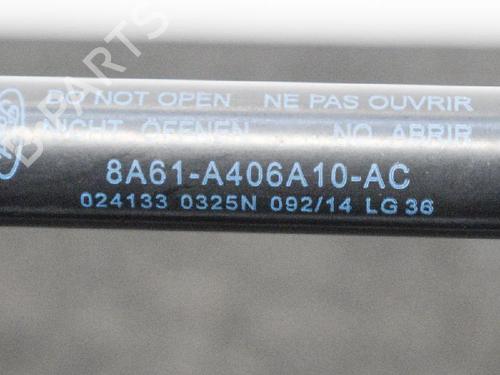 B-PARTS
DO NOT OPEN NE PAS OUVRIR
NICHT ÖFFNEN NO ABRIR
8A61-A406A10-AC
024133 0325N 092/14 LG 36